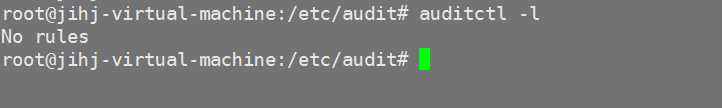 root@jihj-virtual-machine:/etc/audit# auditctl -l
No rules
root@jihj-virtual-machine:/etc/audit#